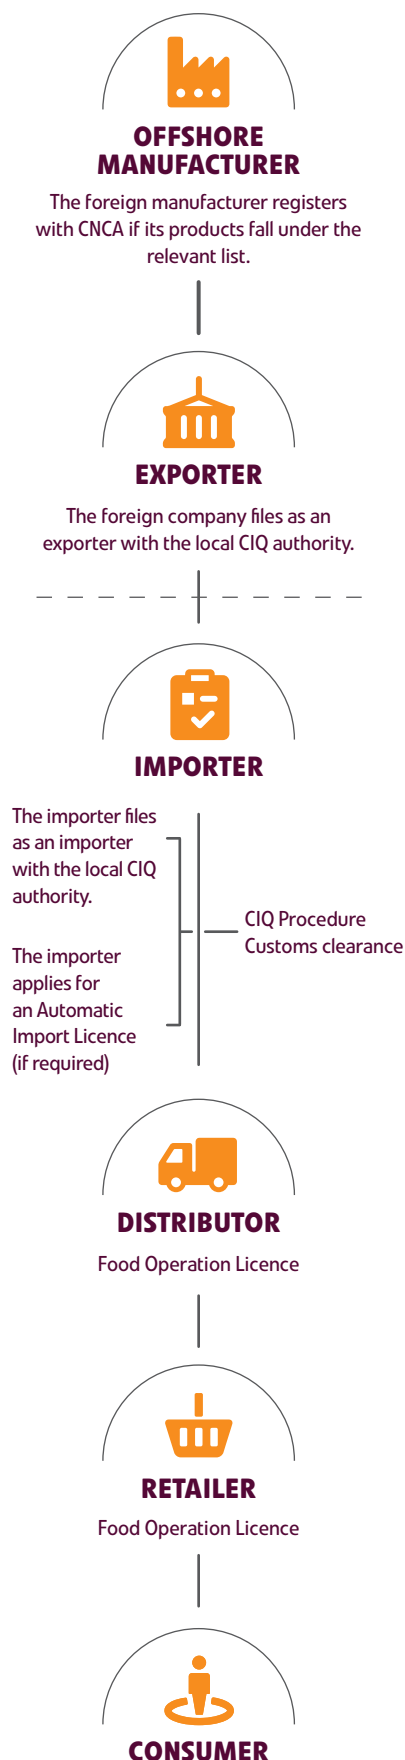 OFFSHORE
MANUFACTURER
The foreign manufacturer registers
with CNCA if its products fall under the
relevant list.
EXPORTER
The foreign company files as an
exporter with the local CIQ authority.
IMPORTER
The importer files
as an importer
with the local CIQ
authority.
The importer
applies for
an Automatic
Import Licence
(if required)
CIQ Procedure
Customs clearance
DISTRIBUTOR
Food Operation Licence
RETAILER
Food Operation Licence
CONSUMER